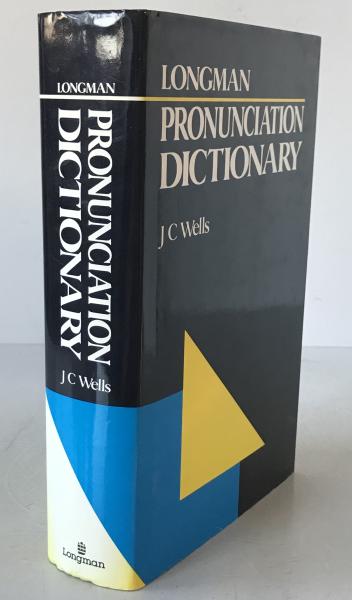 LONGMAN
PRONUNCIATION
DICTIONARY
J C Wells
Longman
LONGMAN
PRONUNCIATION
DICTIONARY
J C Wells